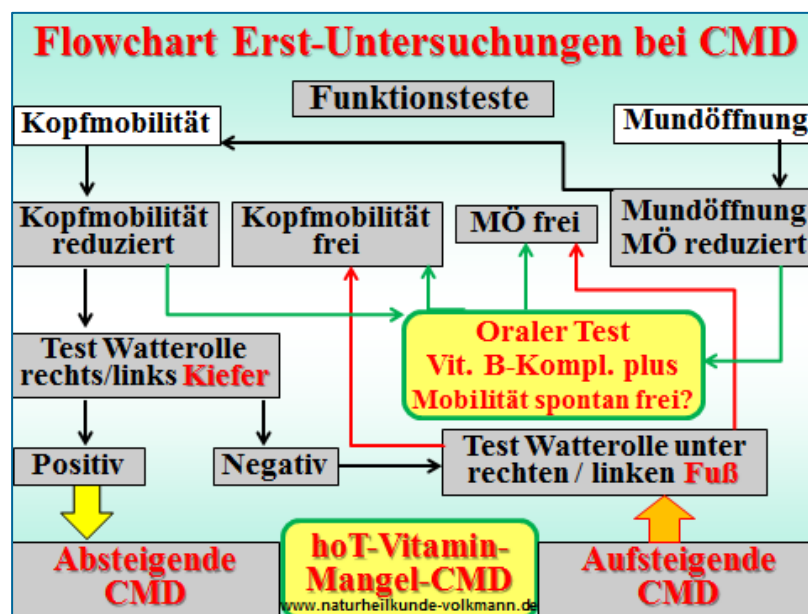 Flowchart Erst-Untersuchungen bei CMD
Funktionsteste
Kopfmobilität
Mundöffnung
Kopfmobilität
reduziert
Kopfmobilität
frei
MÖ frei
Mundöffnung
MÖ reduziert
Oraler Test
Vit. B-Kompl. plus
Mobilität spontan frei?
Test Watterolle
rechts/links Kiefer
Positiv
Negativ
Test Watterolle unter
rechten / linken Fuß
Absteigende
CMD
hoT-Vitamin-
Mangel-CMD
www.naturheilkunde-volkmann.de
Aufsteigende
CMD